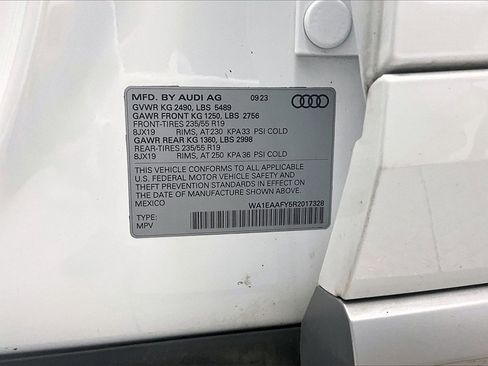 MFD. BY AUDI AG 09 23
GVWR KG 2490, LBS 5489
GAWR FRONT KG 1250, LBS 2756
FRONT-TIRES 235/55 R19
8JX19 RIMS, AT 230 KPA 33 PSI COLD
GAWR REAR KG 1360, LBS 2998
REAR-TIRES 235/55 R19
8JX19 RIMS, AT 250 KPA 36 PSI COLD
THIS VEHICLE CONFORMS TO ALL APPLICABLE
U.S. FEDERAL MOTOR VEHICLE SAFETY AND
THEFT PREVENTION STANDARDS IN EFFECT ON
THE DATE OF MANUFACTURE SHOWN ABOVE
MEXICO
WA1EAAFY5R2017328
TYPE:
MPV